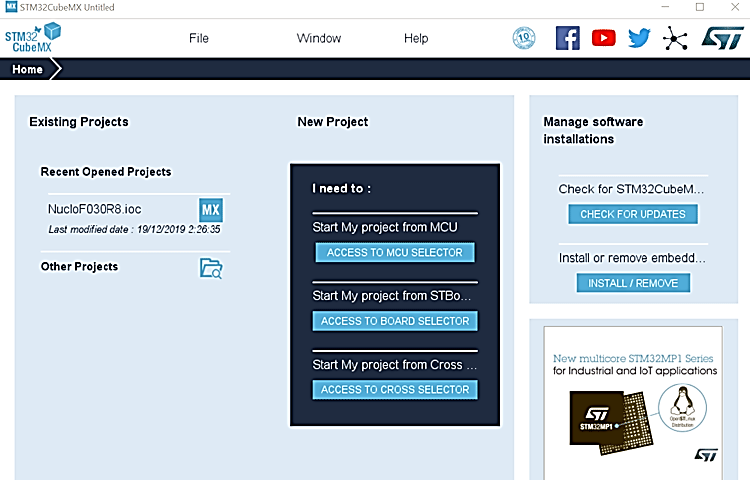 MX STM32CubeMX Untitled
STM32
CubeMX
File
Window
Help
10
ST
Home
Existing Projects
Recent Opened Projects
NucloF030R8.ioc
MX
Last modified date : 19/12/2019 2:26:35
Other Projects
New Project
I need to :
Start My project from MCU
ACCESS TO MCU SELECTOR
Start My project from STBo...
ACCESS TO BOARD SELECTOR
Start My project from Cross ...
ACCESS TO CROSS SELECTOR
Manage software
installations
Check for STM32CubeM...
CHECK FOR UPDATES
Install or remove embedd...
INSTALL / REMOVE
New multicore STM32MP1 Series
for Industrial and IoT applications
ST
STM32MP1
OpenSTLinux
Distribution
ST